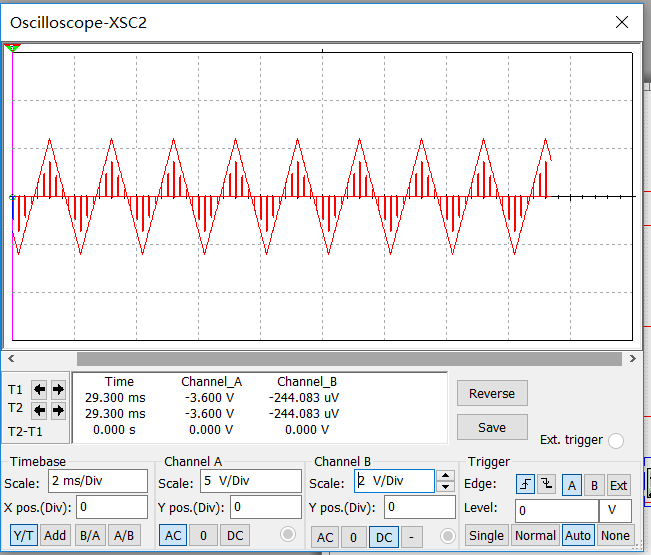 Oscilloscope-XSC2
Time Channel_A Channel_B
T1 29.300 ms -3.600 V -244.083 uV
T2 29.300 ms -3.600 V -244.083 uV
T2-T1 0.000 s 0.000 V 0.000 V
Reverse
Save
Ext. trigger
Timebase Channel A Channel B Trigger
Scale: 2 ms/Div Scale: 5 V/Div Scale: 2 V/Div Edge: A B Ext
X pos.(Div): 0 Y pos.(Div): 0 Y pos.(Div): 0 Level: 0 V
Y/T Add B/A A/B AC 0 DC AC 0 DC - Single Normal Auto None